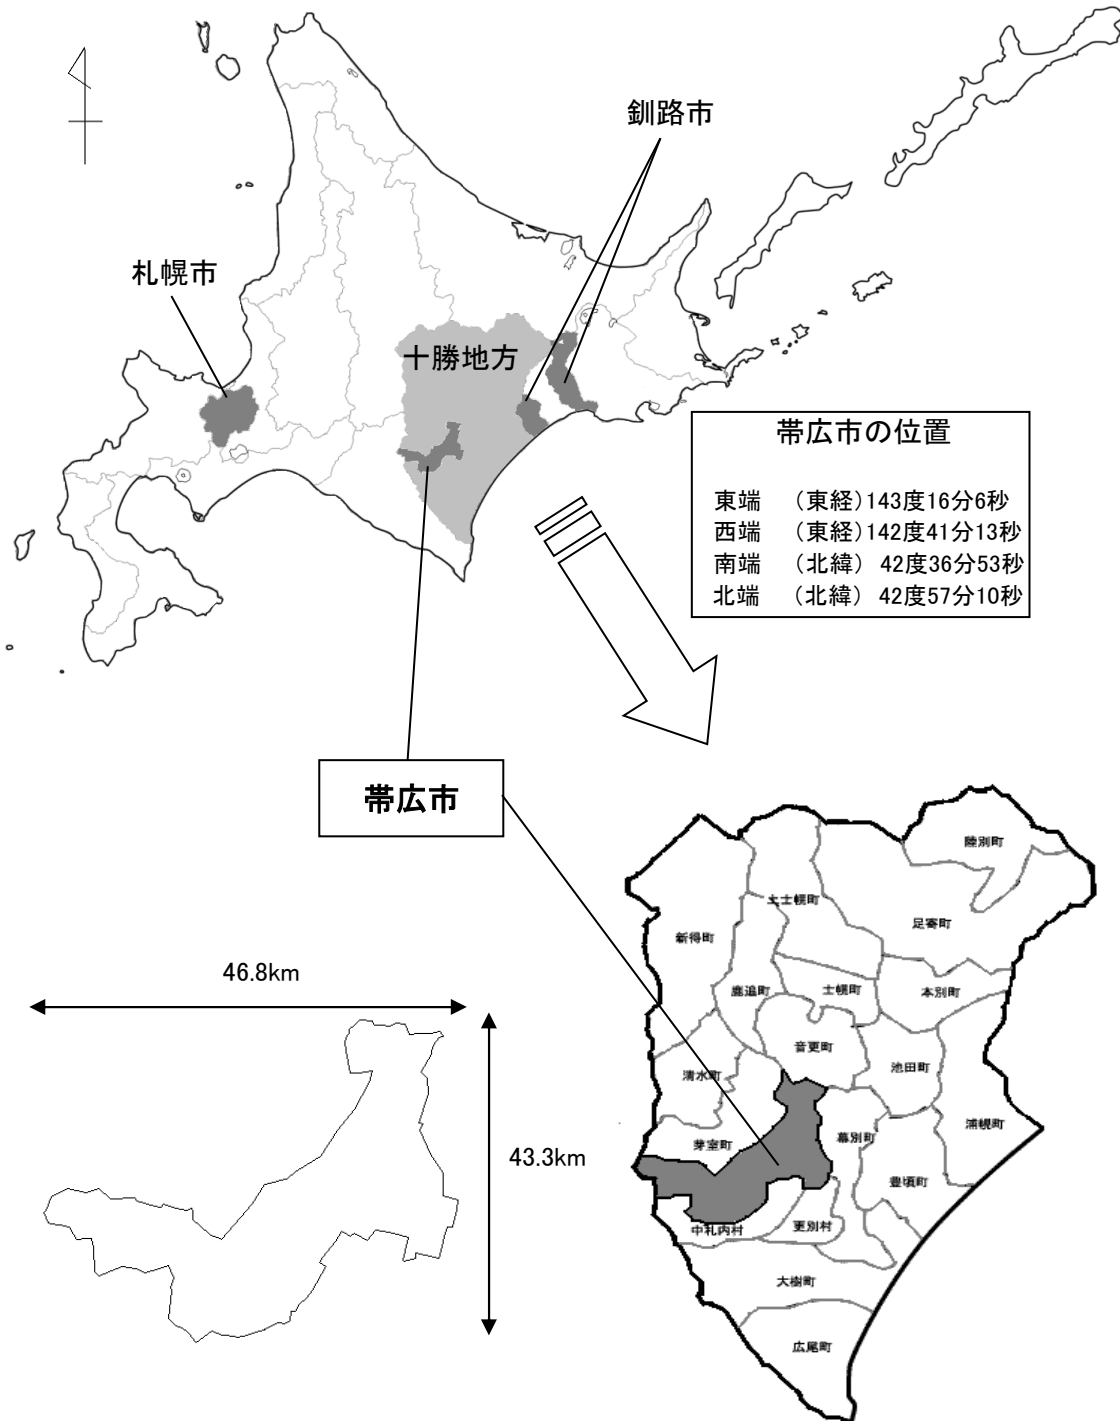 釧路市
札幌市
十勝地方
帯広市の位置
東端 (東経)143度16分6秒
西端 (東経)142度41分13秒
南端 (北緯) 42度36分53秒
北端 (北緯) 42度57分10秒
帯広市
陸別町
上士幌町
足寄町
新得町
鹿追町
士幌町
本別町
音更町
池田町
清水町
浦幌町
芽室町
幕別町
豊頃町
中札内村
更別村
大樹町
広尾町
46.8km
43.3km